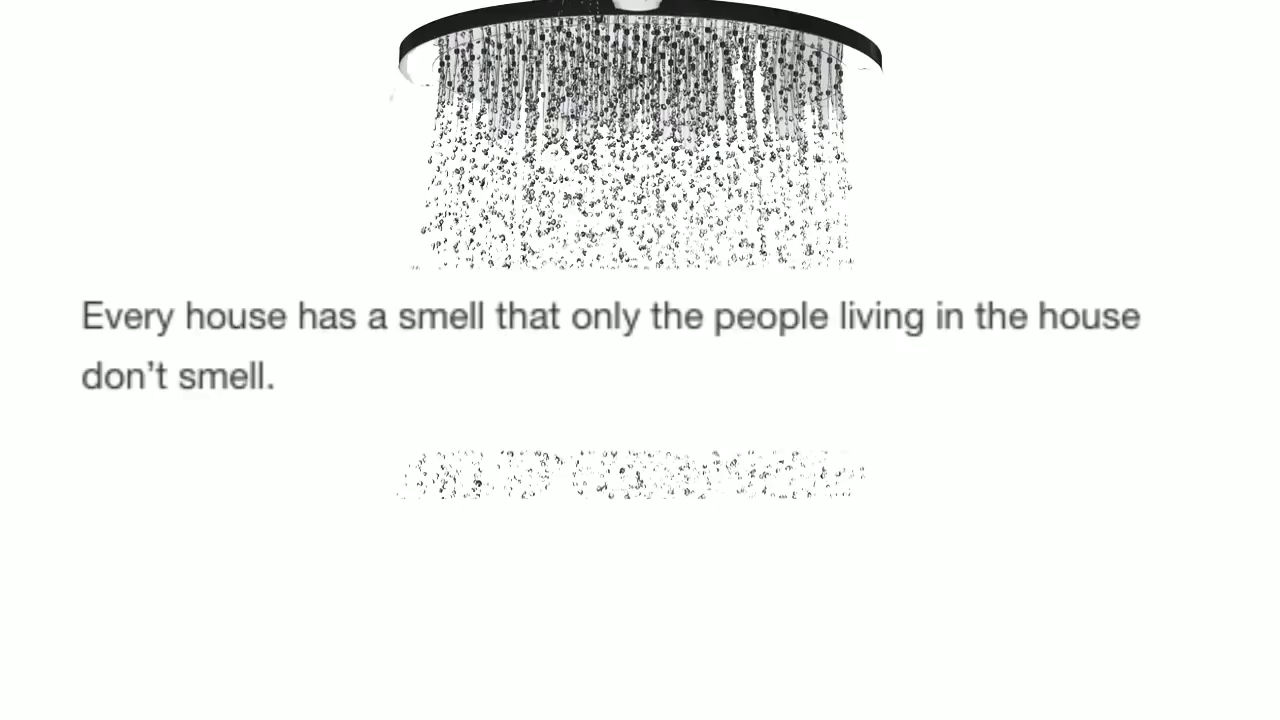 Every house has a smell that only the people living in the house
don’t smell.